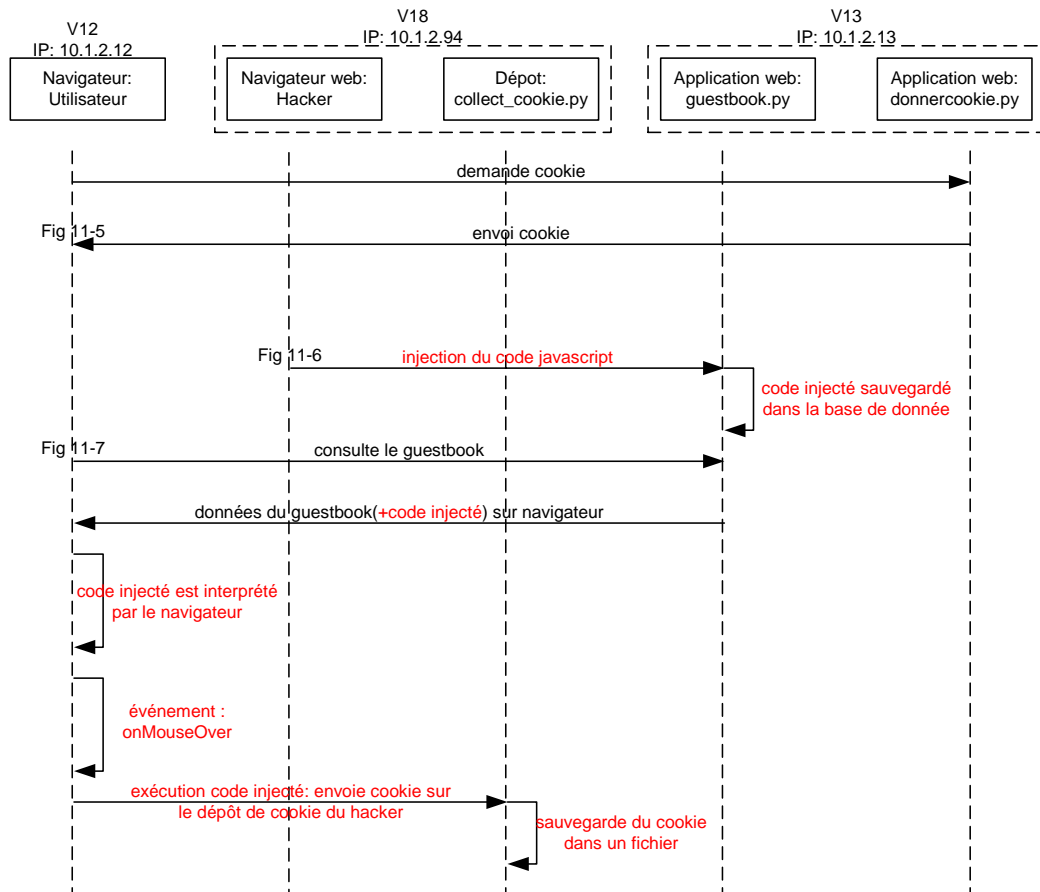 V12
IP: 10.1.2.12
V18
IP: 10.1.2.94
V13
IP: 10.1.2.13
Navigateur:
Utilisateur
Navigateur web:
Hacker
Dépot:
collect_cookie.py
Application web:
guestbook.py
Application web:
donnercookie.py
demande cookie
Fig 11-5
envoi cookie
Fig 11-6
injection du code javascript
code injecté sauvegardé
dans la base de donnée
Fig 11-7
consulte le guestbook
données du guestbook(+code injecté) sur navigateur
code injecté est interprété
par le navigateur
événement :
onMouseOver
exécution code injecté: envoie cookie sur
le dépôt de cookie du hacker
sauvegarde du cookie
dans un fichier